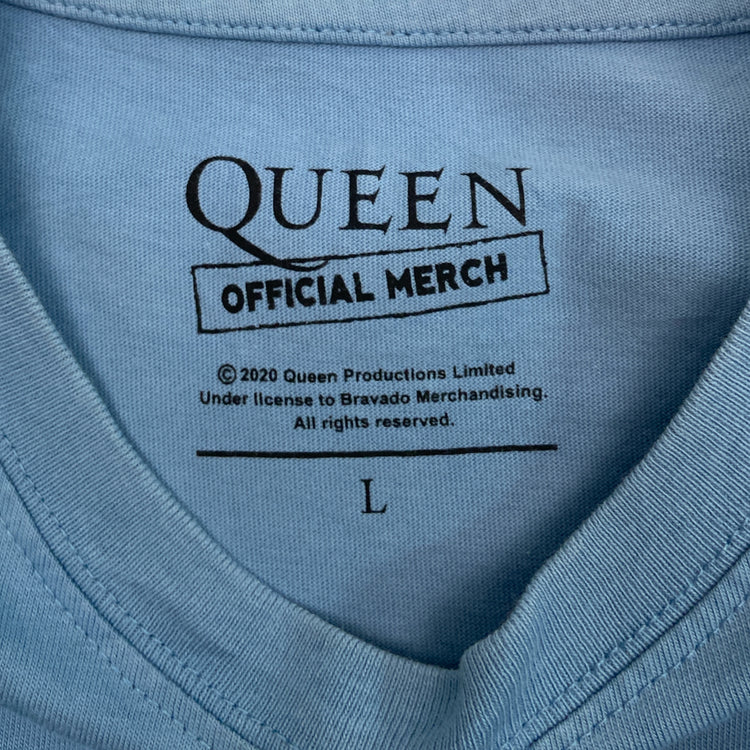 QUEEN
OFFICIAL MERCH
© 2020 Queen Productions Limited
Under license to Bravado Merchandising.
All rights reserved.
L